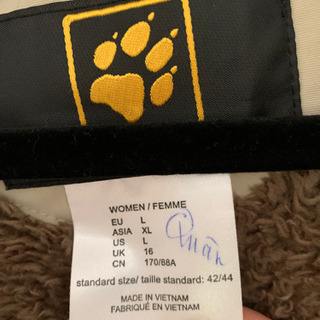 WOMEN / FEMME
EU L
ASIA XL
US L
UK 16
CN 170/88A
standard size/ taille standard: 42/44
MADE IN VIETNAM
FABRIQUÉ EN VIETNAM